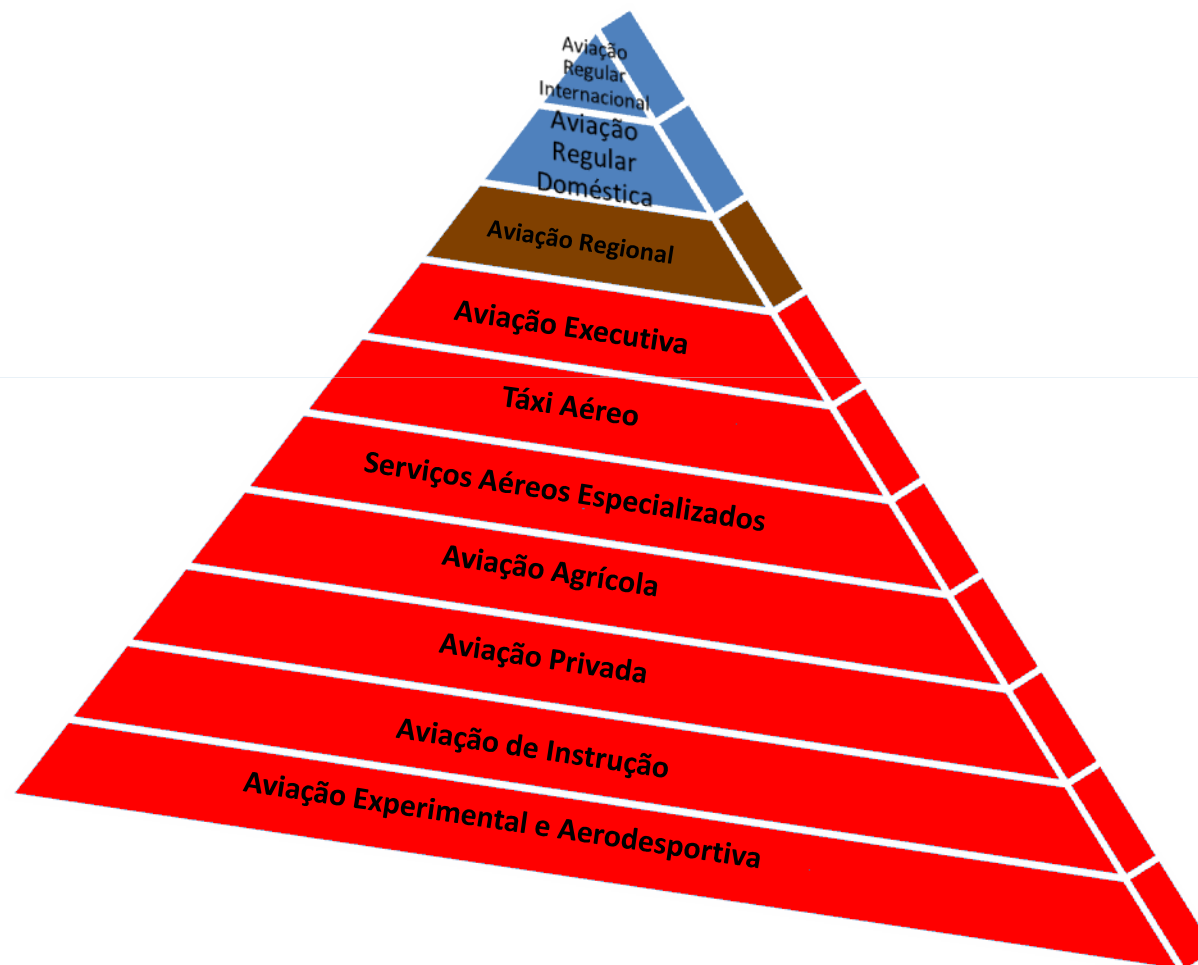 Aviação
Regular
Internacional
Aviação
Regular
Doméstica
Aviação Regional
Aviação Executiva
Táxi Aéreo
Serviços Aéreos Especializados
Aviação Agrícola
Aviação Privada
Aviação de Instrução
Aviação Experimental e Aerodesportiva